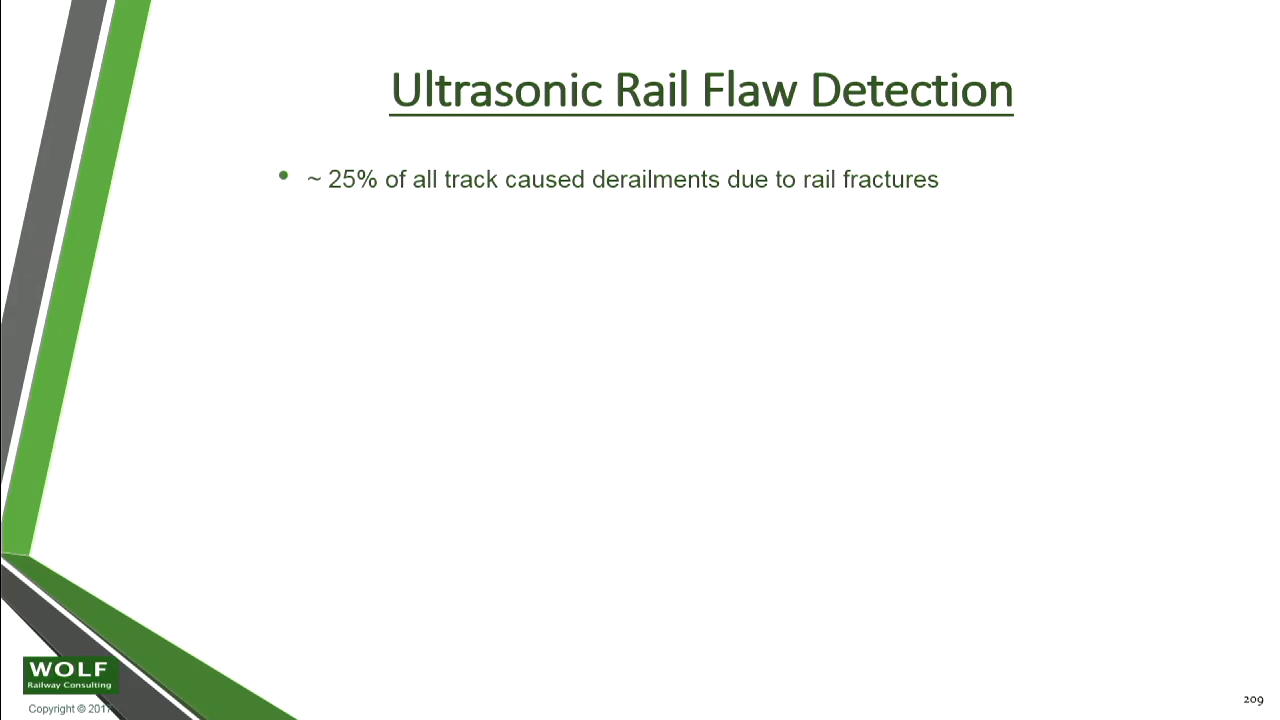 Ultrasonic Rail Flaw Detection
• ~ 25% of all track caused derailments due to rail fractures
WOLF
Railway Consulting
Copyright ©
209